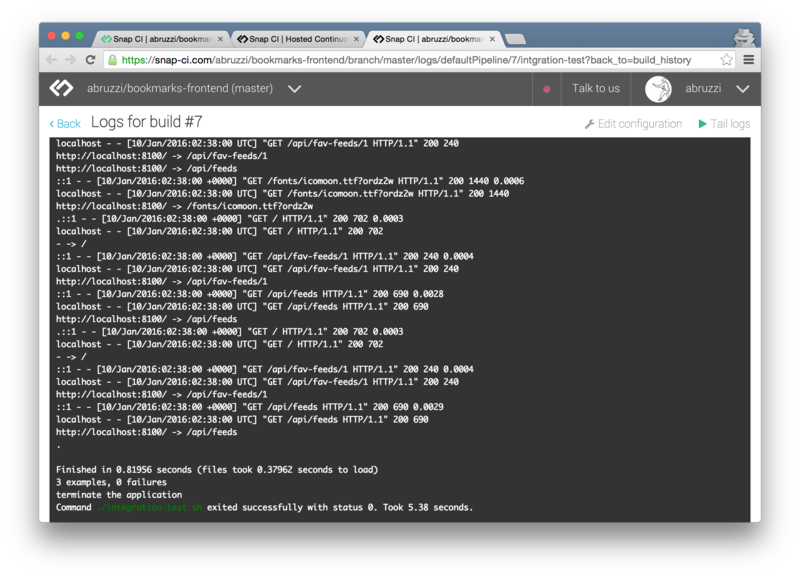 Snap CI | abruzzi/bookmark
Snap CI | Hosted Continuo
Snap CI | abruzzi/bookmark
https://snap-ci.com/abruzzi/bookmarks-frontend/branch/master/logs/defaultPipeline/7/intgration-test?back_to=build_history
abruzzi/bookmarks-frontend (master)
Talk to us
abruzzi
Back
Logs for build #7
Edit configuration
Tail logs
localhost - - [10/Jan/2016:02:38:00 UTC] "GET /api/fav-feeds/1 HTTP/1.1" 200 240
http://localhost:8100/ -> /api/fav-feeds/1
http://localhost:8100/ -> /api/feeds
::1 - - [10/Jan/2016:02:38:00 +0000] "GET /fonts/icomoon.ttf?ordz2w HTTP/1.1" 200 1440 0.0006
localhost - - [10/Jan/2016:02:38:00 UTC] "GET /fonts/icomoon.ttf?ordz2w HTTP/1.1" 200 1440
http://localhost:8100/ -> /fonts/icomoon.ttf?ordz2w
.::1 - - [10/Jan/2016:02:38:00 +0000] "GET / HTTP/1.1" 200 702 0.0003
localhost - - [10/Jan/2016:02:38:00 UTC] "GET / HTTP/1.1" 200 702
- -> /
::1 - - [10/Jan/2016:02:38:00 +0000] "GET /api/fav-feeds/1 HTTP/1.1" 200 240 0.0004
localhost - - [10/Jan/2016:02:38:00 UTC] "GET /api/fav-feeds/1 HTTP/1.1" 200 240
http://localhost:8100/ -> /api/fav-feeds/1
::1 - - [10/Jan/2016:02:38:00 +0000] "GET /api/feeds HTTP/1.1" 200 690 0.0028
localhost - - [10/Jan/2016:02:38:00 UTC] "GET /api/feeds HTTP/1.1" 200 690
http://localhost:8100/ -> /api/feeds
.::1 - - [10/Jan/2016:02:38:00 +0000] "GET / HTTP/1.1" 200 702 0.0003
localhost - - [10/Jan/2016:02:38:00 UTC] "GET / HTTP/1.1" 200 702
- -> /
::1 - - [10/Jan/2016:02:38:00 +0000] "GET /api/fav-feeds/1 HTTP/1.1" 200 240 0.0004
localhost - - [10/Jan/2016:02:38:00 UTC] "GET /api/fav-feeds/1 HTTP/1.1" 200 240
http://localhost:8100/ -> /api/fav-feeds/1
::1 - - [10/Jan/2016:02:38:00 +0000] "GET /api/feeds HTTP/1.1" 200 690 0.0029
localhost - - [10/Jan/2016:02:38:00 UTC] "GET /api/feeds HTTP/1.1" 200 690
http://localhost:8100/ -> /api/feeds
.
Finished in 0.81956 seconds (files took 0.37962 seconds to load)
3 examples, 0 failures
terminate the application
Command ./integration-test.sh exited successfully with status 0. Took 5.38 seconds.